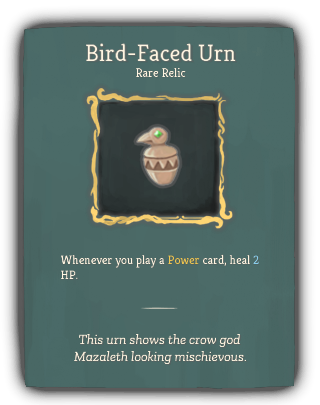 Bird-Faced Urn
Rare Relic
Whenever you play a Power card, heal 2
HP.
This urn shows the crow god
Mazaleth looking mischievous.